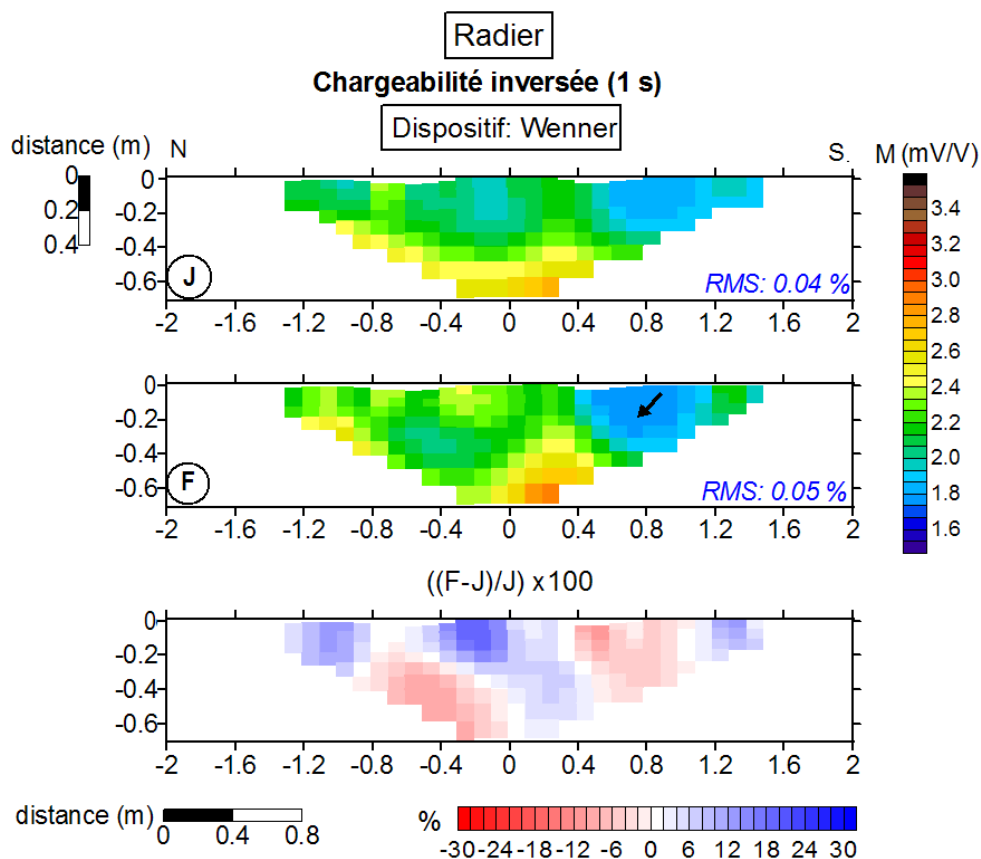 Radier
Chargeabilité inversée (1 s)
Dispositif: Wenner
distance (m)
N
S.
M (mV/V)
0
0.2
0.4
0
-0.2
-0.4
-0.6
J
RMS: 0.04 %
-2 -1.6 -1.2 -0.8 -0.4 0 0.4 0.8 1.2 1.6 2
3.4
3.2
3.0
2.8
2.6
2.4
2.2
2.0
1.8
1.6
0
-0.2
-0.4
-0.6
F
RMS: 0.05 %
-2 -1.6 -1.2 -0.8 -0.4 0 0.4 0.8 1.2 1.6 2
((F-J)/J) x100
0
-0.2
-0.4
-0.6
-2 -1.6 -1.2 -0.8 -0.4 0 0.4 0.8 1.2 1.6 2
distance (m)
0 0.4 0.8
%
-30 -24 -18 -12 -6 0 6 12 18 24 30